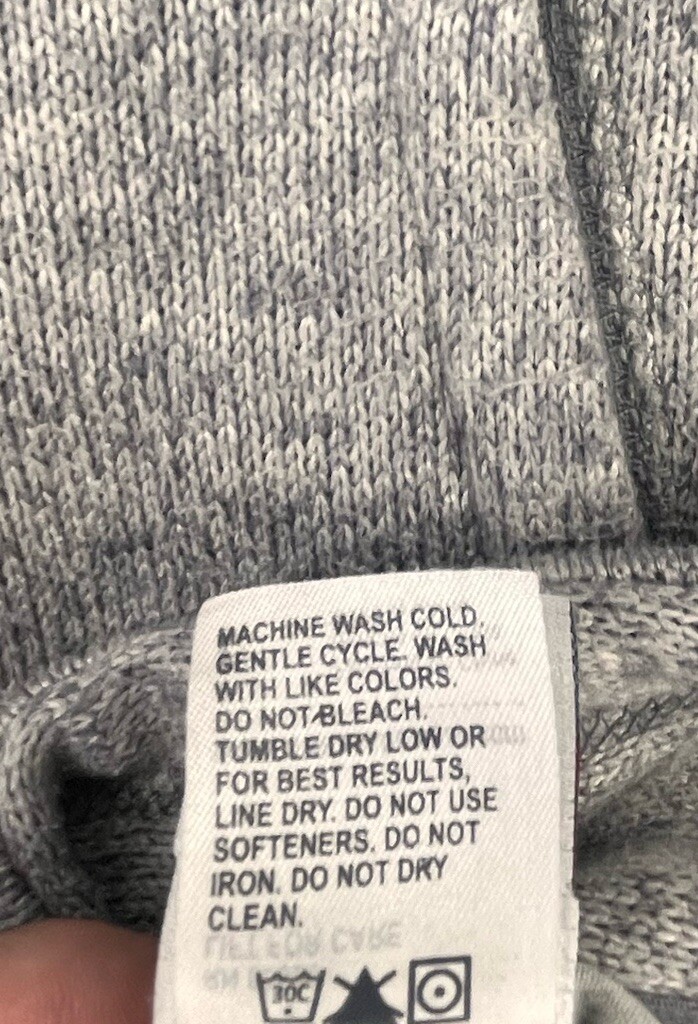 MACHINE WASH COLD.
GENTLE CYCLE. WASH
WITH LIKE COLORS.
DO NOT BLEACH.
TUMBLE DRY LOW OR
FOR BEST RESULTS,
LINE DRY. DO NOT USE
SOFTENERS. DO NOT
IRON. DO NOT DRY
CLEAN.
30C